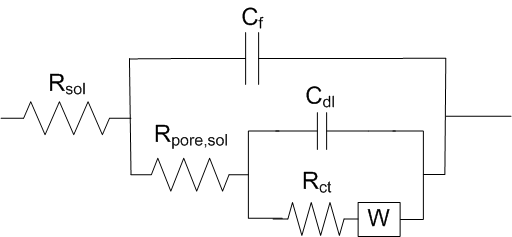 C_f
R_sol
C_dl
R_pore,sol
R_ct
W